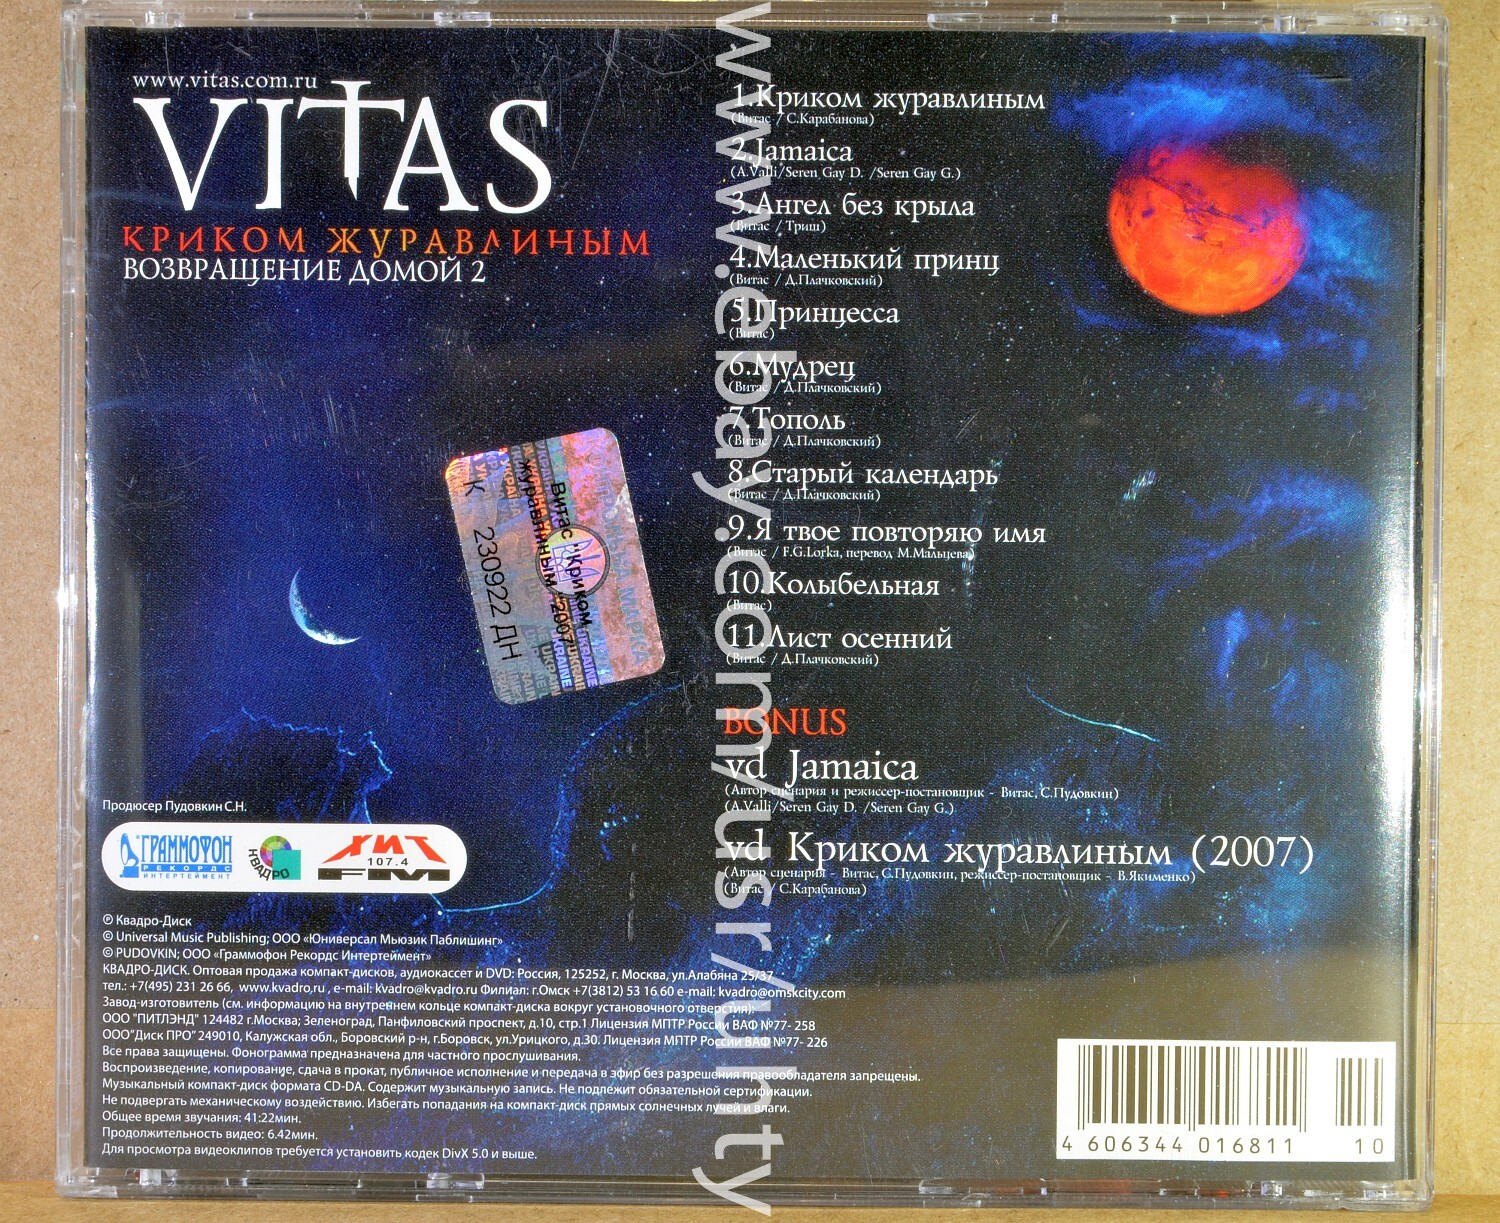 www.vitas.com.ru
VITAS
КРИКОМ ЖУРАВЛИНЫМ
ВОЗВРАЩЕНИЕ ДОМОЙ 2
1.Криком журавлиным
(Витас / С.Карабанова)
2.Jamaica
(A.Valli/Seren Gay D. /Seren Gay G.)
3.Ангел без крыла
(Витас / Триш)
4.Маленький принц
(Витас / Д.Плачковский)
5.Принцесса
(Витас)
6.Мудрец
(Витас / Д.Плачковский)
7.Тополь
(Витас / Д.Плачковский)
8.Старый календарь
(Витас / Д.Плачковский)
9.Я твое повторяю имя
(Витас / F.G.Lorka, перевод М.Мальцева)
10.Колыбельная
(Витас)
11.Лист осенний
(Витас / Д.Плачковский)
BONUS
vd Jamaica
(Автор сценария и режиссер-постановщик - Витас, С.Пудовкин)
(A.Valli/Seren Gay D. /Seren Gay G.)
vd Криком журавлиным (2007)
(Автор сценария - Витас, С.Пудовкин, режиссер-постановщик - В.Якименко)
(Витас / С.Карабанова)
Витас "Криком
журавлиным" 2007
К 230922 ДН
Продюсер Пудовкин С.Н.
ГРАММОФОН
РЕКОРДС
ИНТЕРТЕЙМЕНТ
КВАДРО
ХИТ
107.4
FM
℗ Квадро-Диск
© Universal Music Publishing; ООО «Юниверсал Мьюзик Паблишинг»
© PUDOVKIN; ООО «Граммофон Рекордс Интертеймент»
КВАДРО-ДИСК. Оптовая продажа компакт-дисков, аудиокассет и DVD: Россия, 125252, г. Москва, ул.Алабяна 25/37
тел.: +7(495) 231 26 66, www.kvadro.ru , e-mail: kvadro@kvadro.ru Филиал: г.Омск +7(3812) 53 16 60 e-mail: kvadro@omskcity.com
Завод-изготовитель (см. информацию на внутреннем кольце компакт-диска вокруг установочного отверстия):
ООО "ПИТЛЭНД" 124482 г.Москва; Зеленоград, Панфиловский проспект, д.10, стр.1 Лицензия МПТР России ВАФ №77- 258
ООО"Диск ПРО" 249010, Калужская обл., Боровский р-н, г.Боровск, ул.Урицкого, д.30. Лицензия МПТР России ВАФ №77- 226
Все права защищены. Фонограмма предназначена для частного прослушивания.
Воспроизведение, копирование, сдача в прокат, публичное исполнение и передача в эфир без разрешения правообладателя запрещены.
Музыкальный компакт-диск формата CD-DA. Содержит музыкальную запись. Не подлежит обязательной сертификации.
Не подвергать механическому воздействию. Избегать попадания на компакт-диск прямых солнечных лучей и влаги.
Общее время звучания: 41:22мин.
Продолжительность видео: 6.42мин.
Для просмотра видеоклипов требуется установить кодек DivX 5.0 и выше.
4 606344 016811 10
www.ebay.com/usr/unty